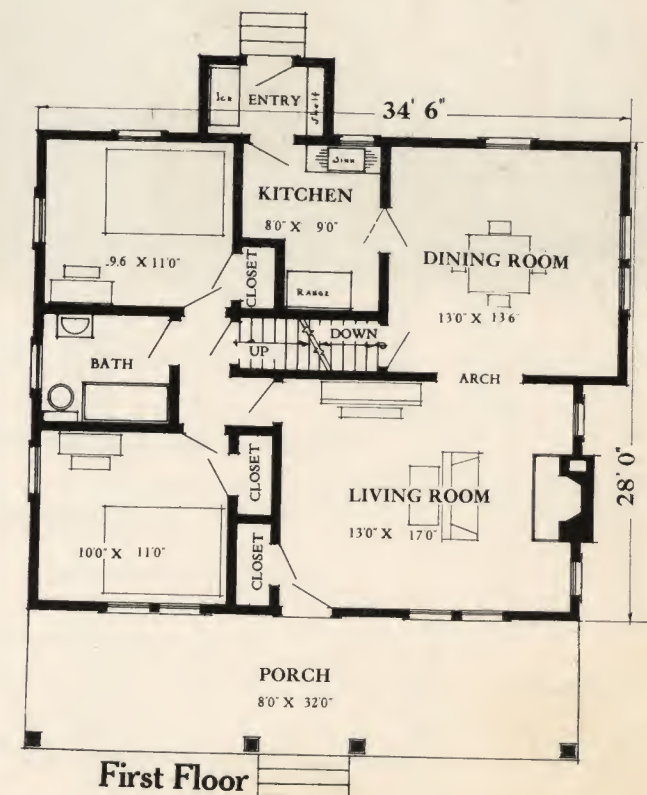 34' 6"
Ice
ENTRY
Shelf
Sink
KITCHEN
8'0" X 9'0"
9.6 X 11'0"
CLOSET
Range
DINING ROOM
13'0" X 13'6
BATH
UP
DOWN
ARCH
28' 0"
CLOSET
LIVING ROOM
13'0" X 17'0"
10'0" X 11'0"
CLOSET
PORCH
8'0" X 32'0"
First Floor